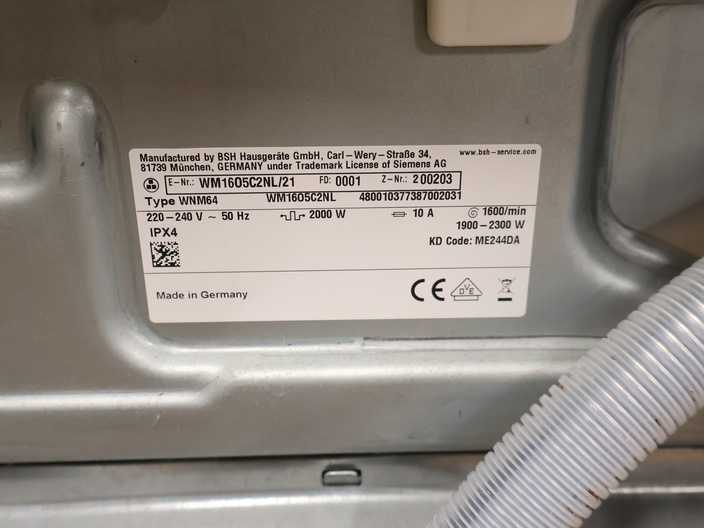 Manufactured by BSH Hausgeräte GmbH, Carl-Wery-Straße 34, www.bsh-service.com
81739 München, GERMANY under Trademark License of Siemens AG
E-Nr.: WM16O5C2NL/21 FD: 0001 Z-Nr.: 200203
Type WNM64 WM16O5C2NL 480010377387002031
220-240 V ~ 50 Hz 2000 W 10 A 1600/min
1900-2300 W
IPX4
KD Code: ME244DA
Made in Germany
CE DVE